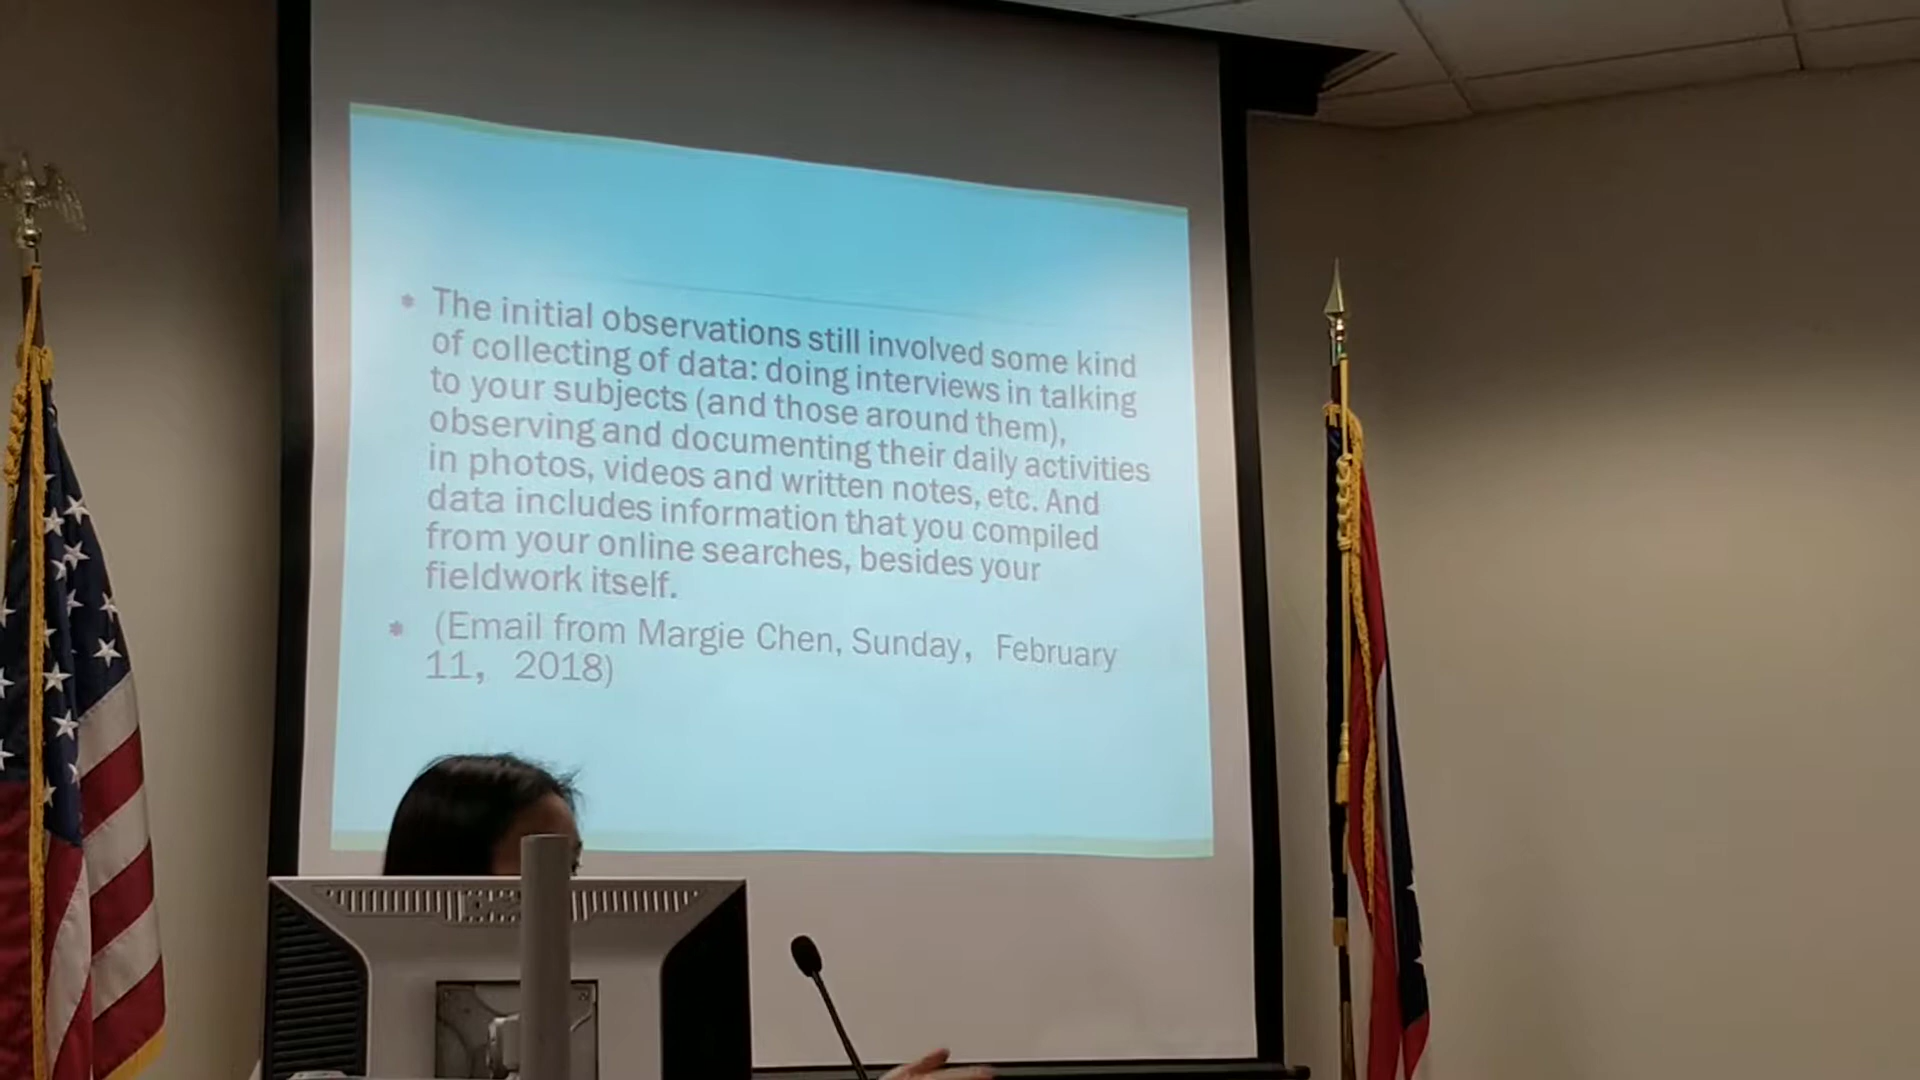 * The initial observations still involved some kind
of collecting of data: doing interviews in talking
to your subjects (and those around them),
observing and documenting their daily activities
in photos, videos and written notes, etc. And
data includes information that you compiled
from your online searches, besides your
fieldwork itself.
* (Email from Margie Chen, Sunday, February
11, 2018)